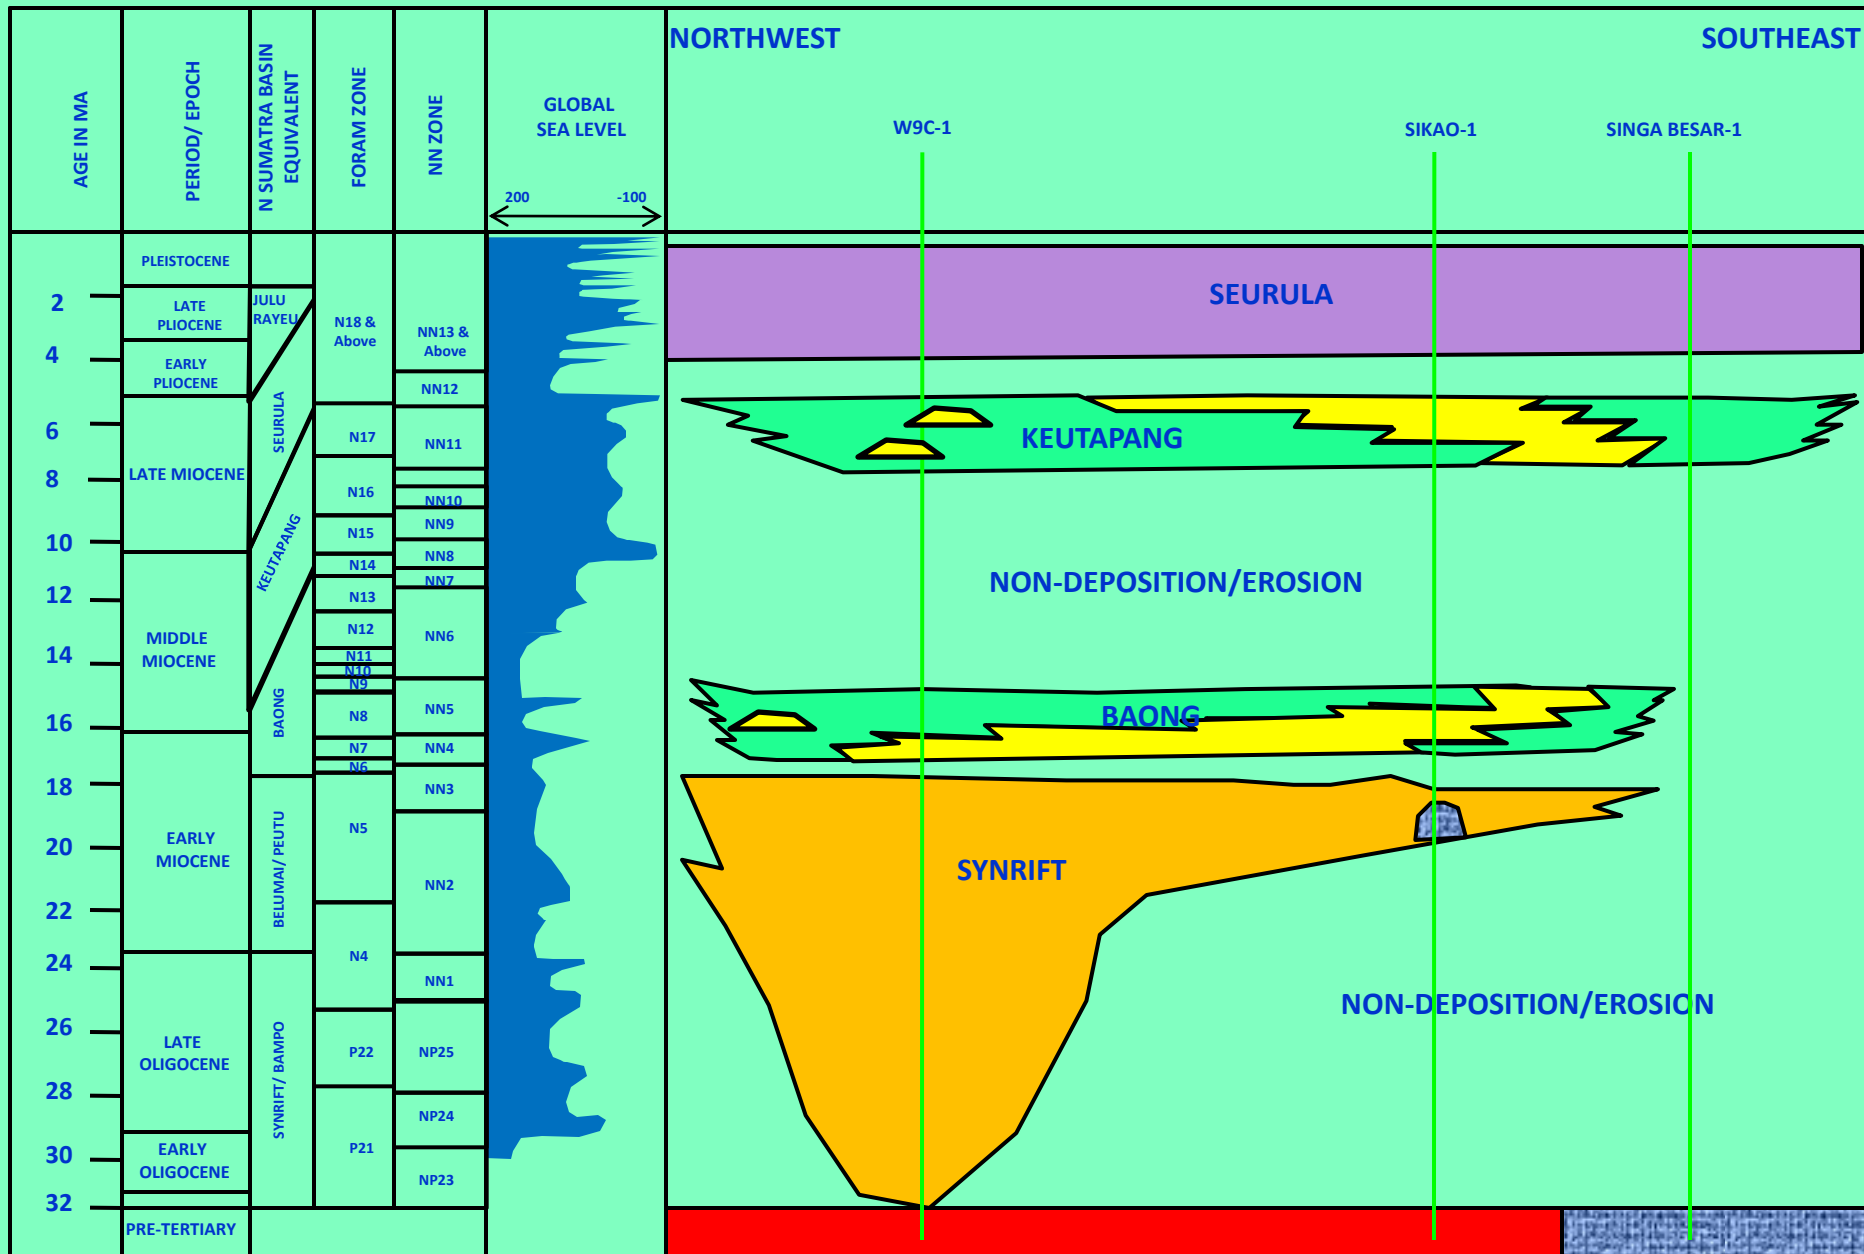 NORTHWEST
SOUTHEAST
AGE IN MA
PERIOD/ EPOCH
N SUMATRA BASIN
EQUIVALENT
FORAM ZONE
NN ZONE
GLOBAL
SEA LEVEL
200
-100
W9C-1
SIKAO-1
SINGA BESAR-1
2
4
6
8
10
12
14
16
18
20
22
24
26
28
30
32
PLEISTOCENE
LATE
PLIOCENE
EARLY
PLIOCENE
LATE MIOCENE
MIDDLE
MIOCENE
EARLY
MIOCENE
LATE
OLIGOCENE
EARLY
OLIGOCENE
PRE-TERTIARY
JULU
RAYEU
SEURULA
KEUTAPANG
BAONG
BELUMAI/ PEUTU
SYNRIFT/ BAMPO
N18 &
Above
N17
N16
N15
N14
N13
N12
N11
N10
N9
N8
N7
N6
N5
N4
P22
P21
NN13 &
Above
NN12
NN11
NN10
NN9
NN8
NN7
NN6
NN5
NN4
NN3
NN2
NN1
NP25
NP24
NP23
SEURULA
KEUTAPANG
NON-DEPOSITION/EROSION
BAONG
SYNRIFT
NON-DEPOSITION/EROSION